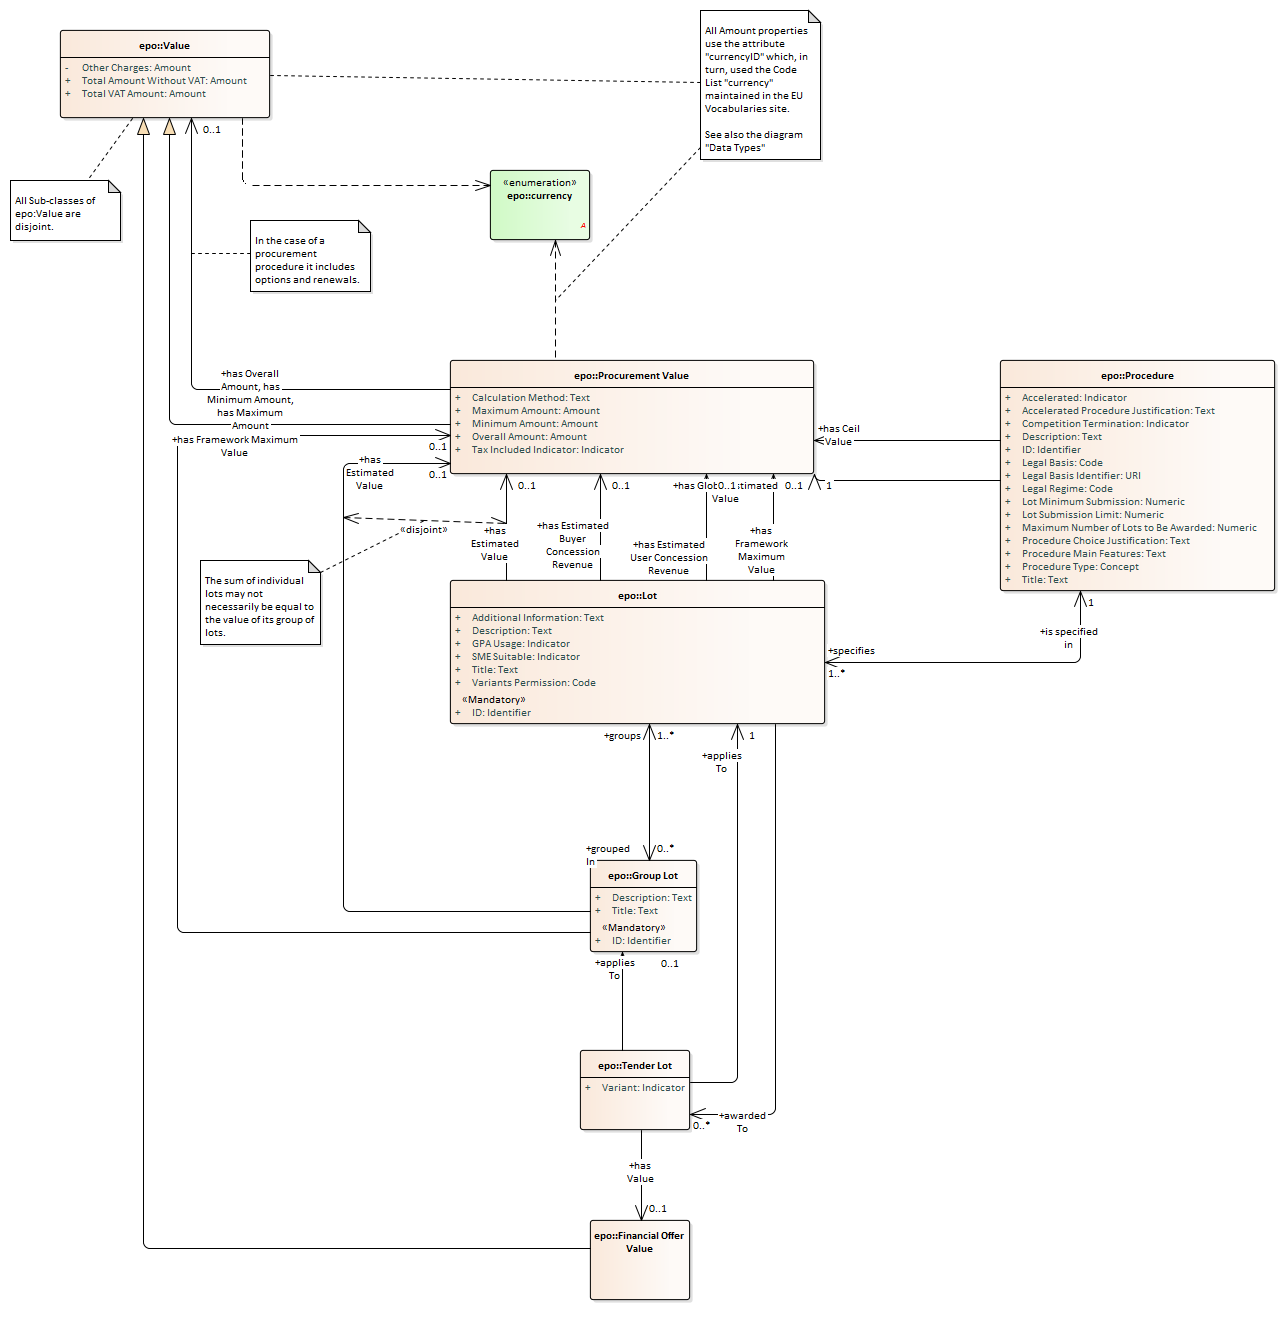 epo::Value
- Other Charges: Amount
+ Total Amount Without VAT: Amount
+ Total VAT Amount: Amount
All Amount properties
use the attribute
"currencyID" which, in
turn, used the Code
List "currency"
maintained in the EU
Vocabularies site.
See also the diagram
"Data Types"
0..1
All Sub-classes of
epo:Value are
disjoint.
«enumeration»
epo::currency
A
In the case of a
procurement
procedure it includes
options and renewals.
+has Overall
Amount, has
Minimum Amount,
has Maximum
Amount
+has Framework Maximum
Value
0..1
+has
Estimated
Value
0..1
epo::Procurement Value
+ Calculation Method: Text
+ Maximum Amount: Amount
+ Minimum Amount: Amount
+ Overall Amount: Amount
+ Tax Included Indicator: Indicator
+has Ceil
Value
epo::Procedure
+ Accelerated: Indicator
+ Accelerated Procedure Justification: Text
+ Competition Termination: Indicator
+ Description: Text
+ ID: Identifier
+ Legal Basis: Code
+ Legal Basis Identifier: URI
+ Legal Regime: Code
+ Lot Minimum Submission: Numeric
+ Lot Submission Limit: Numeric
+ Maximum Number of Lots to Be Awarded: Numeric
+ Procedure Choice Justification: Text
+ Procedure Main Features: Text
+ Procedure Type: Concept
+ Title: Text
0..1
0..1
+has Glob
0..1
timated
Value
0..1
1
«disjoint»
+has
Estimated
Value
+has Estimated
Buyer
Concession
Revenue
+has Estimated
User Concession
Revenue
+has
Framework
Maximum
Value
The sum of individual
lots may not
necessarily be equal to
the value of its group of
lots.
epo::Lot
+ Additional Information: Text
+ Description: Text
+ GPA Usage: Indicator
+ SME Suitable: Indicator
+ Title: Text
+ Variants Permission: Code
«Mandatory»
+ ID: Identifier
1
+is specified
in
+specifies
1..*
+groups
1..*
+applies
To
1
+grouped
In
0..*
epo::Group Lot
+ Description: Text
+ Title: Text
«Mandatory»
+ ID: Identifier
+applies
To
0..1
epo::Tender Lot
+ Variant: Indicator
+awarded
To
0..*
+has
Value
0..1
epo::Financial Offer
Value